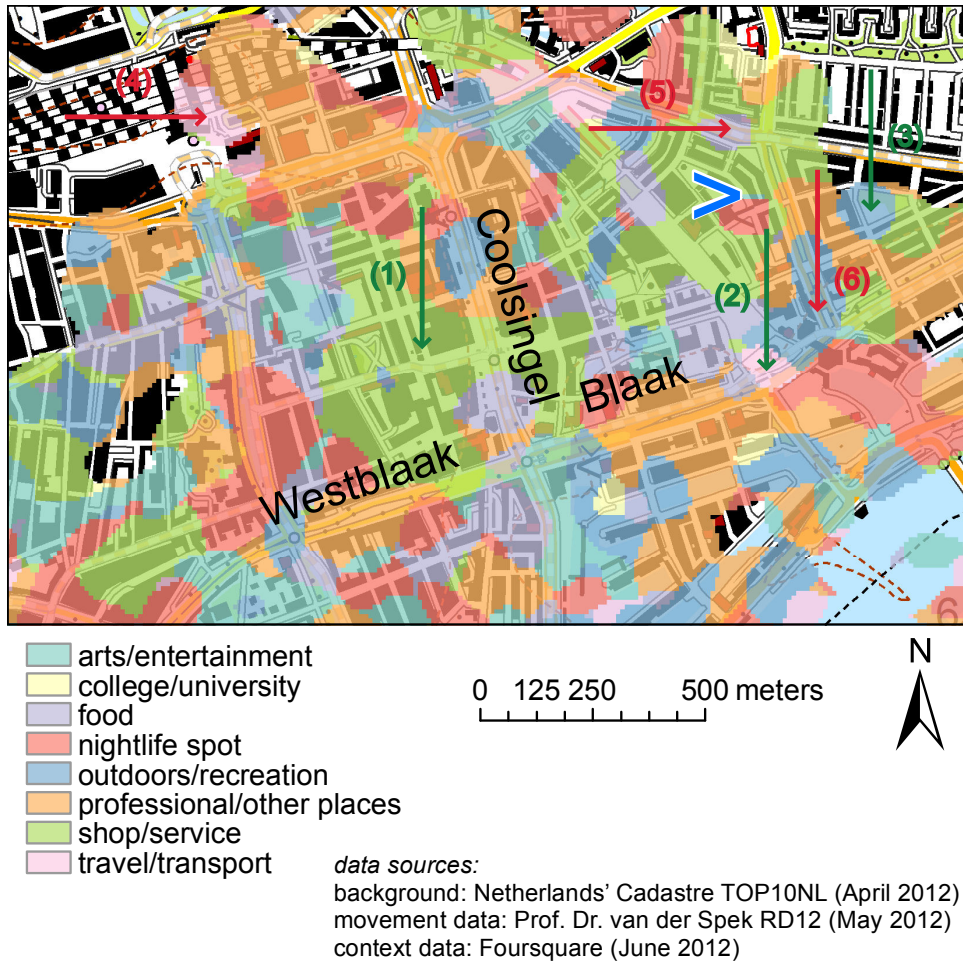 (4)
(5)
(3)
>
(1)
Coolsingel
(2)
(6)
Blaak
Westblaak
6
arts/entertainment
college/university
food
nightlife spot
outdoors/recreation
professional/other places
shop/service
travel/transport
0 125 250 500 meters
N
data sources:
background: Netherlands' Cadastre TOP10NL (April 2012)
movement data: Prof. Dr. van der Spek RD12 (May 2012)
context data: Foursquare (June 2012)